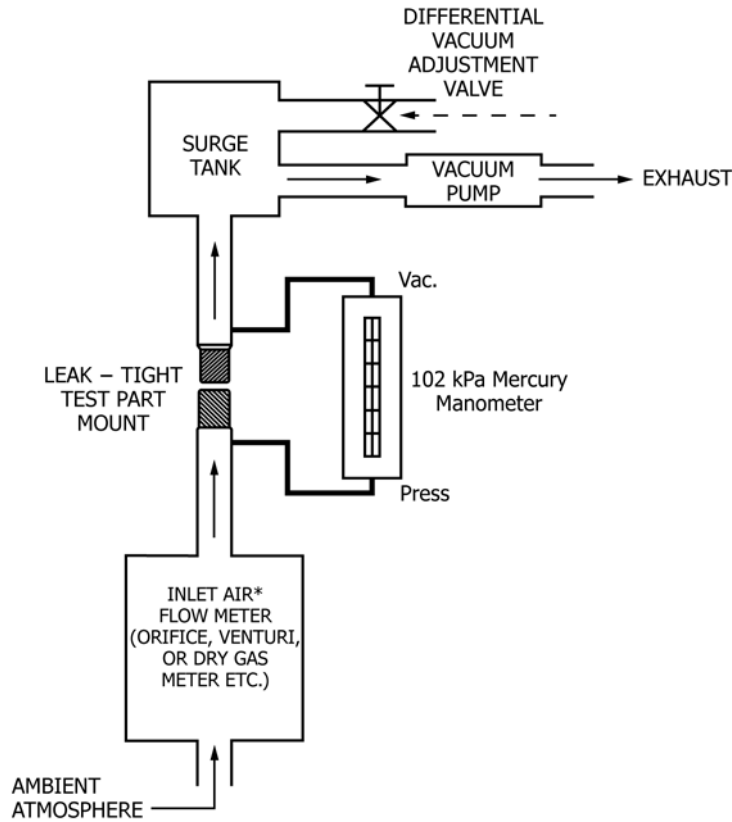 DIFFERENTIAL
VACUUM
ADJUSTMENT
VALVE
SURGE
TANK
VACUUM
PUMP
EXHAUST
Vac.
LEAK – TIGHT
TEST PART
MOUNT
102 kPa Mercury
Manometer
Press
INLET AIR*
FLOW METER
(ORIFICE, VENTURI,
OR DRY GAS
METER ETC.)
AMBIENT
ATMOSPHERE